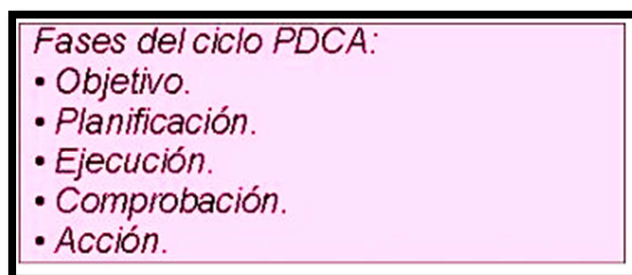 Fases del ciclo PDCA:
• Objetivo.
• Planificación.
• Ejecución.
• Comprobación.
• Acción.